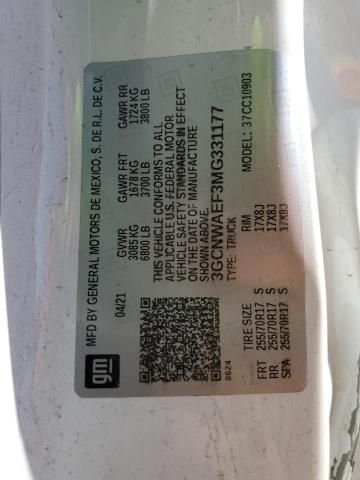 gm
MFD BY GENERAL MOTORS DE MEXICO, S. DE R.L. DE C.V.
04/21
GVWR GAWR FRT GAWR RR
3085 KG 1678 KG 1724 KG
6800 LB 3700 LB 3800 LB
THIS VEHICLE CONFORMS TO ALL
APPLICABLE U.S. FEDERAL MOTOR
VEHICLE SAFETY STANDARDS IN EFFECT
ON THE DATE OF MANUFACTURE
SHOWN ABOVE.
3GCNWAEF3MG331177
TYPE: TRUCK MODEL: 37CC10903
8624
TIRE SIZE RIM
FRT 255/70R17 S 17X8J
RR 255/70R17 S 17X8J
SPA 255/70R17 S 17X8J